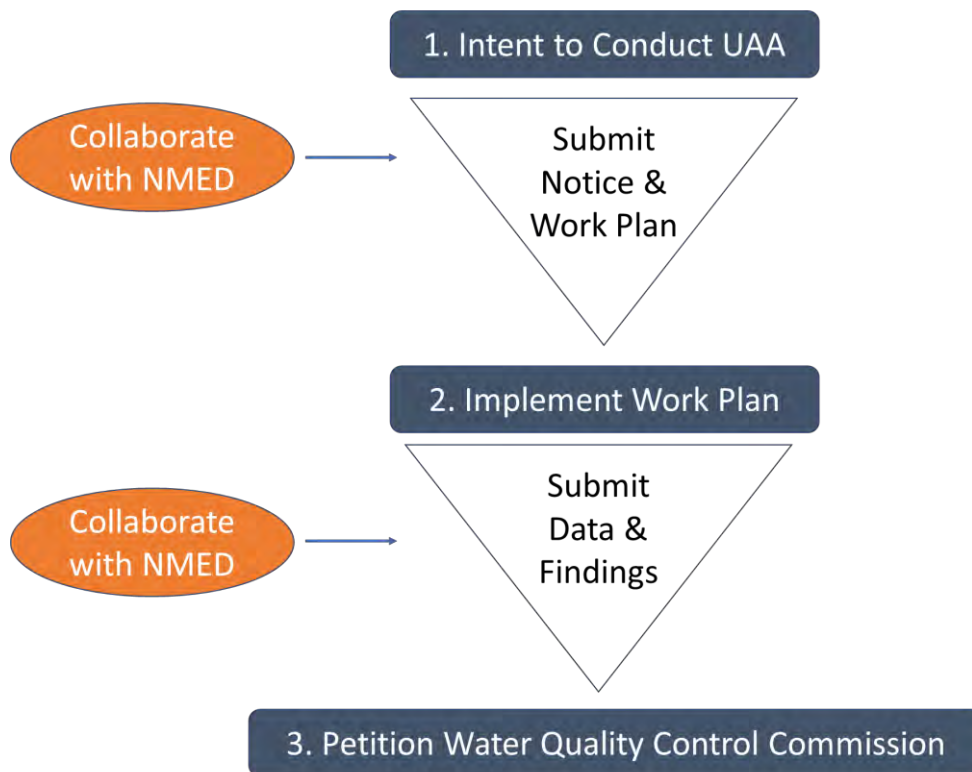 1. Intent to Conduct UAA
Collaborate
with NMED
Submit
Notice &
Work Plan
2. Implement Work Plan
Collaborate
with NMED
Submit
Data &
Findings
3. Petition Water Quality Control Commission